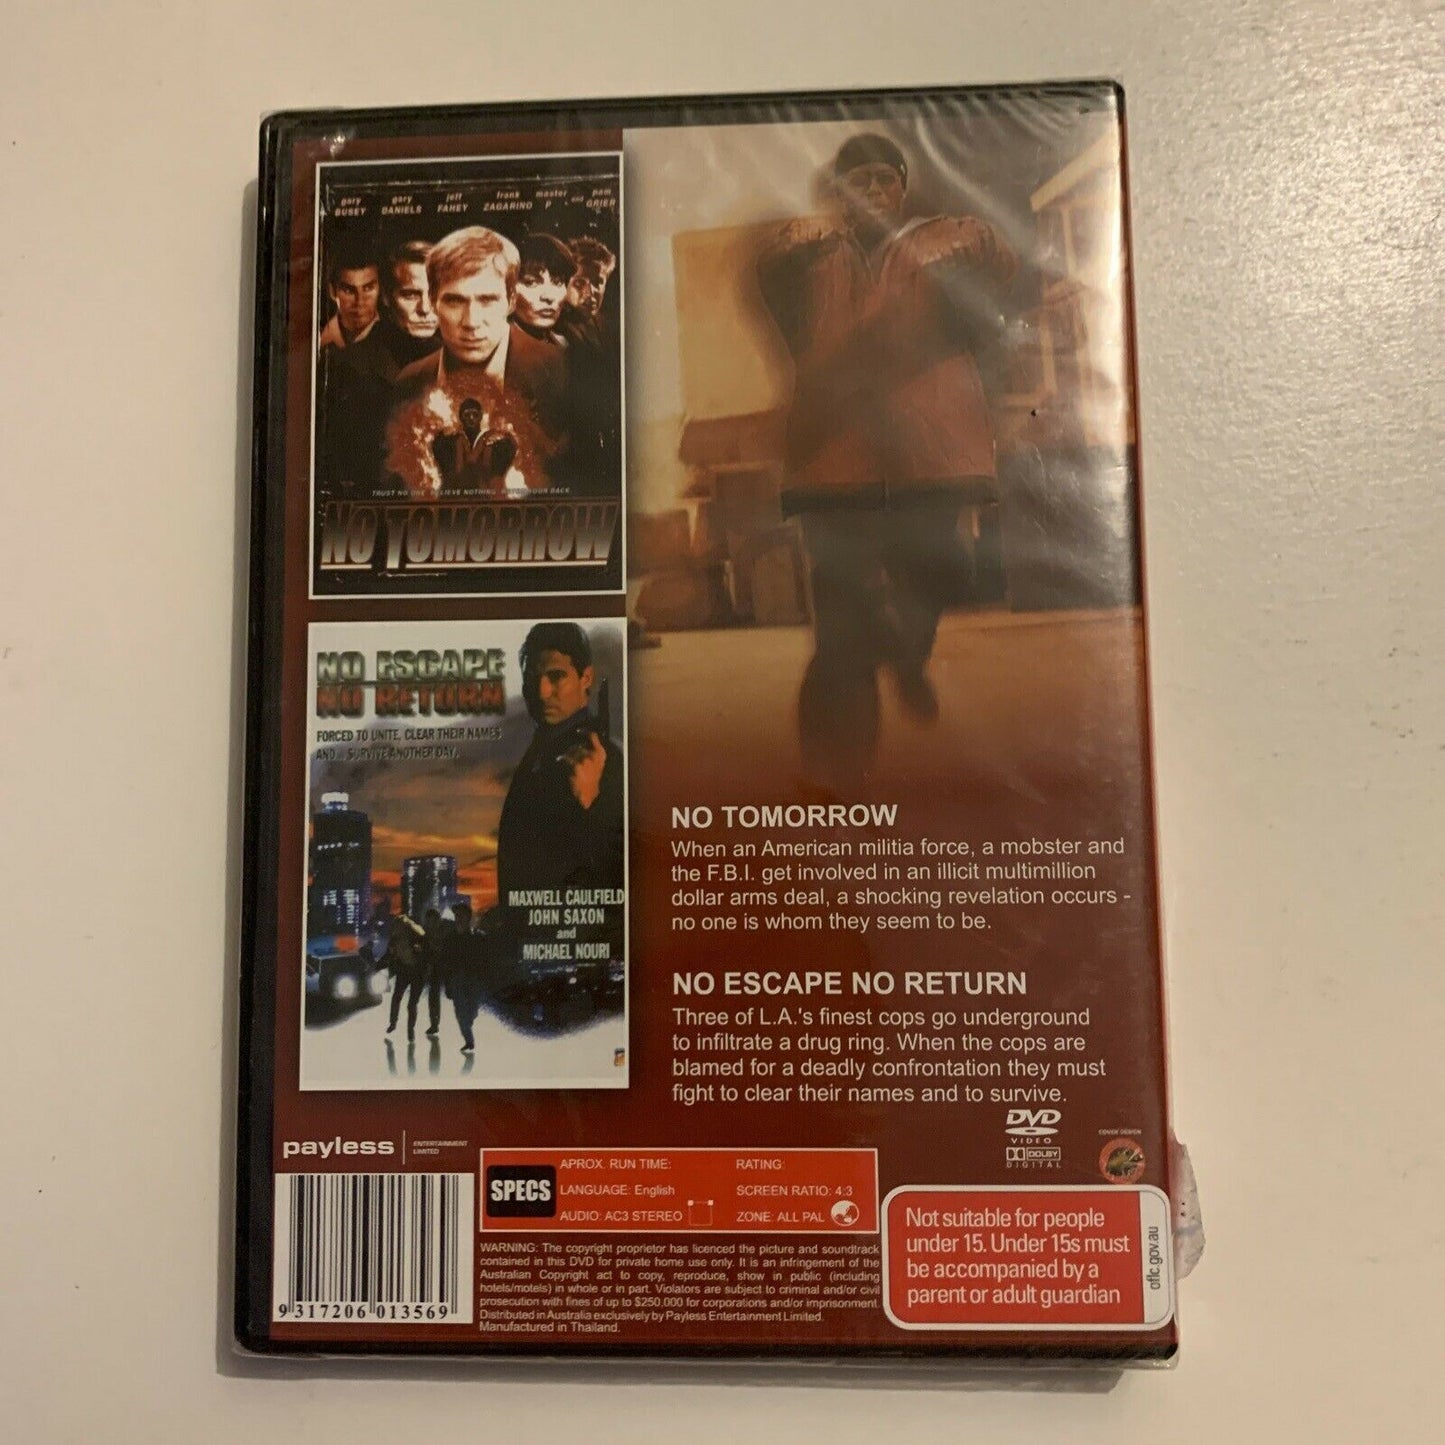 gary BUSEY gary DANIELS jeff FAHEY frank ZAGARINO master P and pam GRIER
TRUST NO ONE. BELIEVE NOTHING. WATCH YOUR BACK.
NO TOMORROW
NO ESCAPE
NO RETURN
FORCED TO UNITE, CLEAR THEIR NAMES
AND... SURVIVE ANOTHER DAY.
MAXWELL CAULFIELD
JOHN SAXON
and
MICHAEL NOURI
NO TOMORROW
When an American militia force, a mobster and
the F.B.I. get involved in an illicit multimillion
dollar arms deal, a shocking revelation occurs -
no one is whom they seem to be.
NO ESCAPE NO RETURN
Three of L.A.'s finest cops go underground
to infiltrate a drug ring. When the cops are
blamed for a deadly confrontation they must
fight to clear their names and to survive.
DVD
VIDEO
DOLBY
DIGITAL
COVER DESIGN
payless ENTERTAINMENT
LIMITED
SPECS
APROX. RUN TIME:
LANGUAGE: English
AUDIO: AC3 STEREO
RATING:
SCREEN RATIO: 4:3
ZONE: ALL PAL
WARNING: The copyright proprietor has licenced the picture and soundtrack
contained in this DVD for private home use only. It is an infringement of the
Australian Copyright act to copy, reproduce, show in public (including
hotels/motels) in whole or in part. Violators are subject to criminal and/or civil
prosecution with fines of up to $250,000 for corporations and/or imprisonment.
Distributed in Australia exclusively by Payless Entertainment Limited.
Manufactured in Thailand.
9 317206 013569
Not suitable for people
under 15. Under 15s must
be accompanied by a
parent or adult guardian
oflc.gov.au